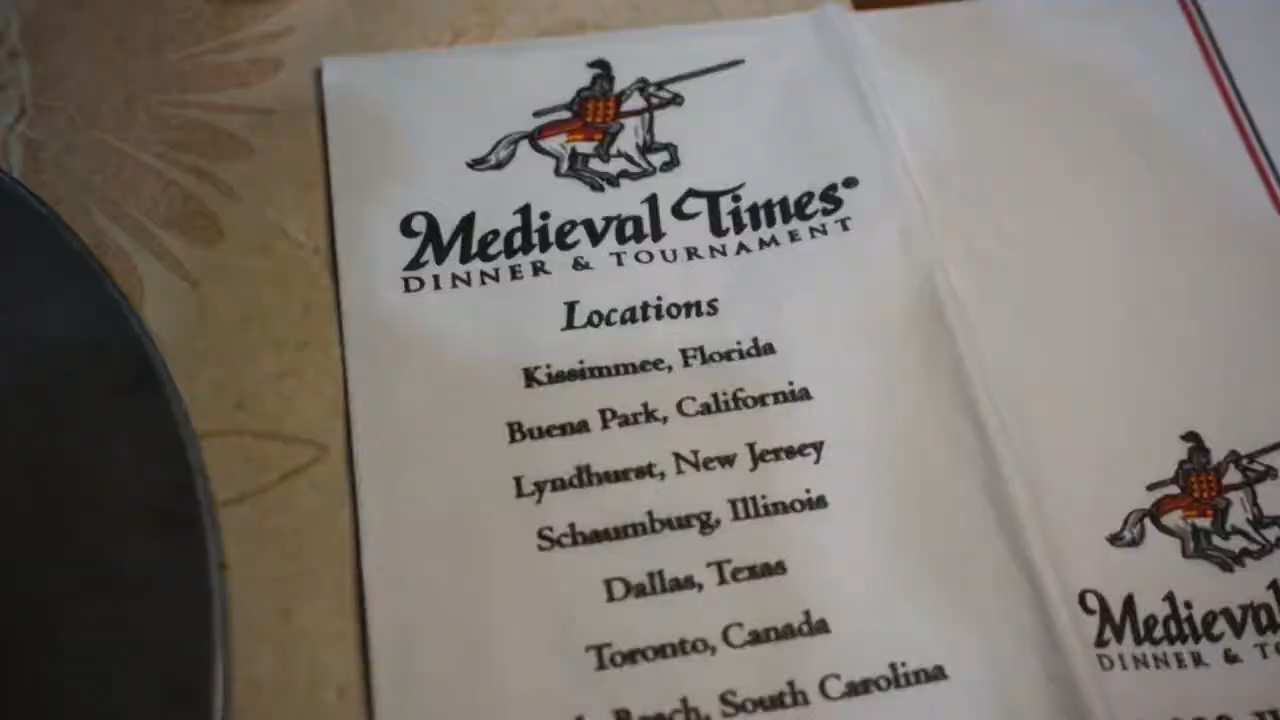 Medieval Times®
DINNER & TOURNAMENT
Locations
Kissimmee, Florida
Buena Park, California
Lyndhurst, New Jersey
Schaumburg, Illinois
Dallas, Texas
Toronto, Canada
Beach, South Carolina
Medieval
DINNER &